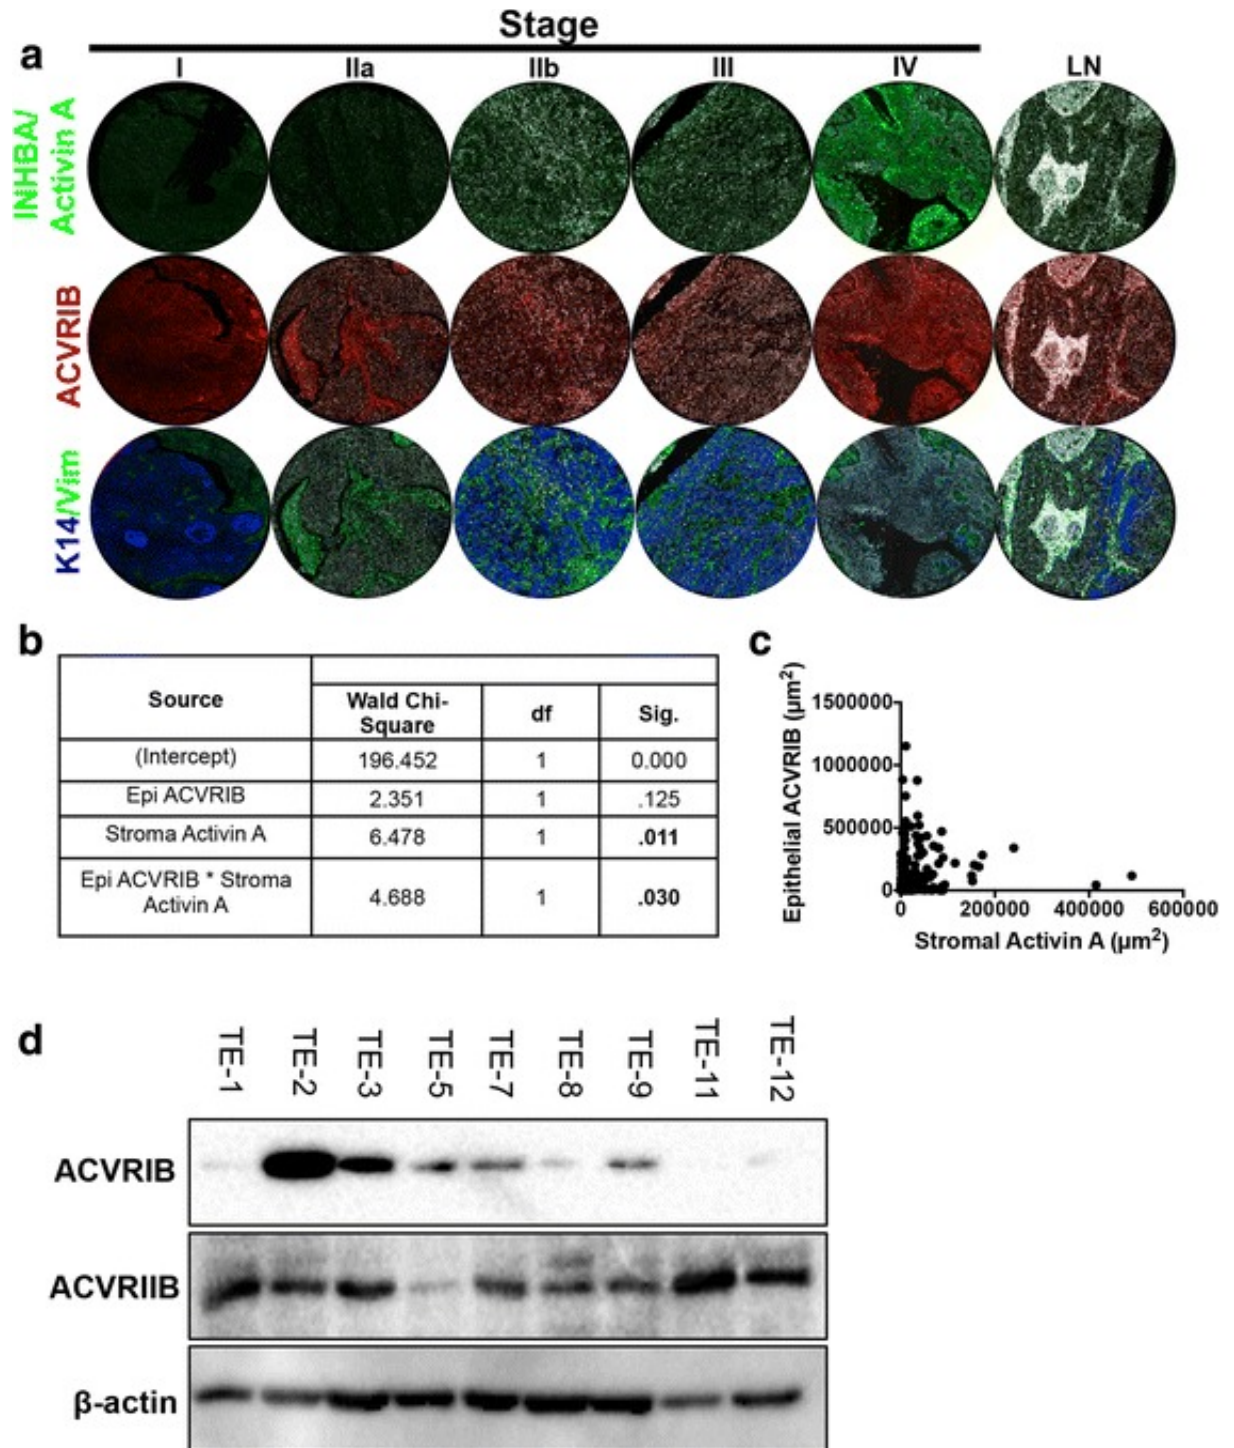 Stage
a
I IIa IIb III IV LN
INHBA/
Activin A
ACVRIB
K14/Vim
b
Source
Wald Chi-
Square
df
Sig.
(Intercept) 196.452 1 0.000
Epi ACVRIB 2.351 1 .125
Stroma Activin A 6.478 1 .011
Epi ACVRIB * Stroma
Activin A
4.688 1 .030
c
Epithelial ACVRIB (µm²)
1500000
1000000
500000
0
0 200000 400000 600000
Stromal Activin A (µm²)
d
TE-1 TE-2 TE-3 TE-5 TE-7 TE-8 TE-9 TE-11 TE-12
ACVRIB
ACVRIIB
β-actin